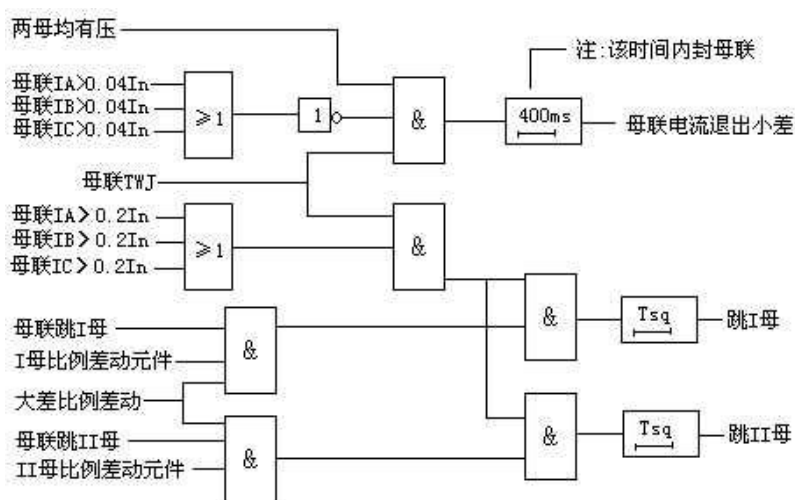 两母均有压
注:该时间内封母联
母联IA>0.04In
母联IB>0.04In
母联IC>0.04In
≥1
1
&
400ms
母联电流退出小差
母联TWJ
母联IA>0.2In
母联IB>0.2In
母联IC>0.2In
≥1
&
母联跳I母
I母比例差动元件
&
&
Tsq
跳I母
大差比例差动
母联跳II母
II母比例差动元件
&
&
Tsq
跳II母